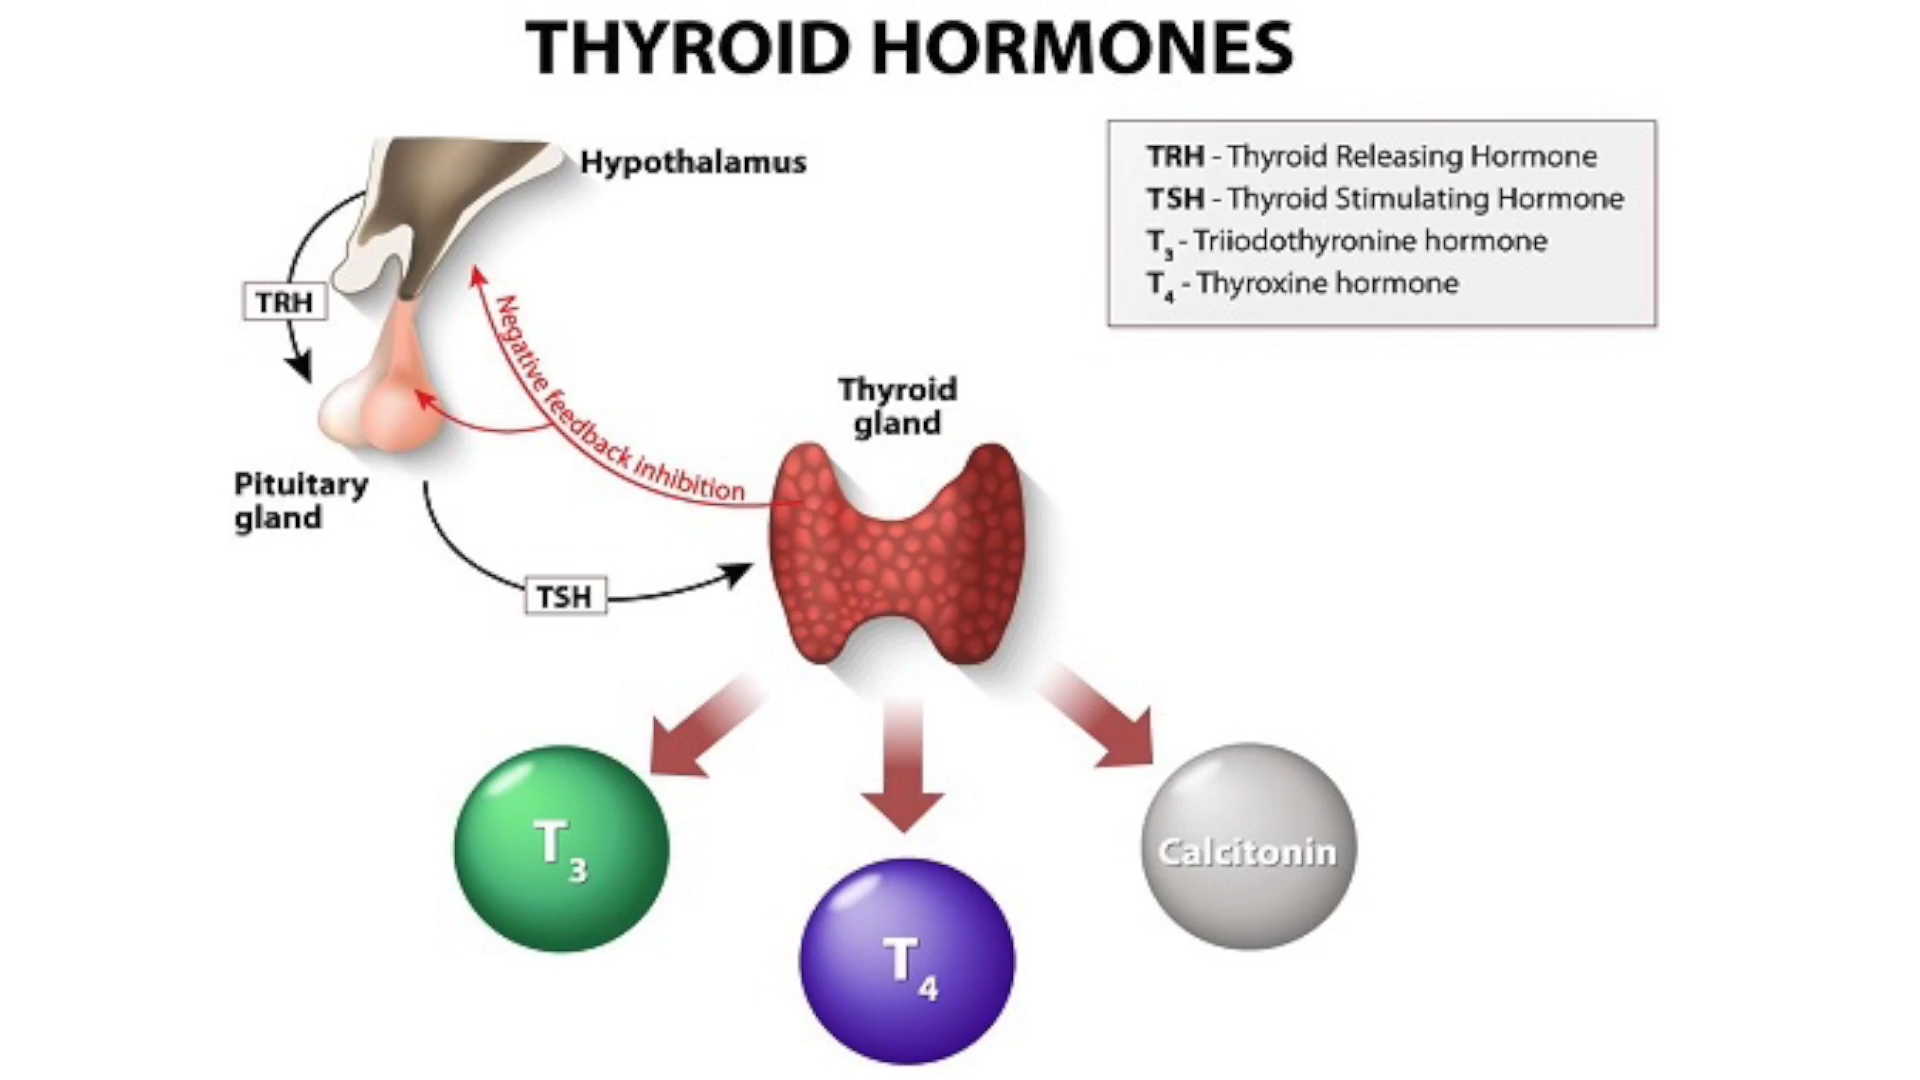 THYROID HORMONES
Hypothalamus
TRH - Thyroid Releasing Hormone
TSH - Thyroid Stimulating Hormone
T₃ - Triiodothyronine hormone
T₄ - Thyroxine hormone
TRH
Negative feedback inhibition
Thyroid
gland
Pituitary
gland
TSH
T₃
T₄
Calcitonin